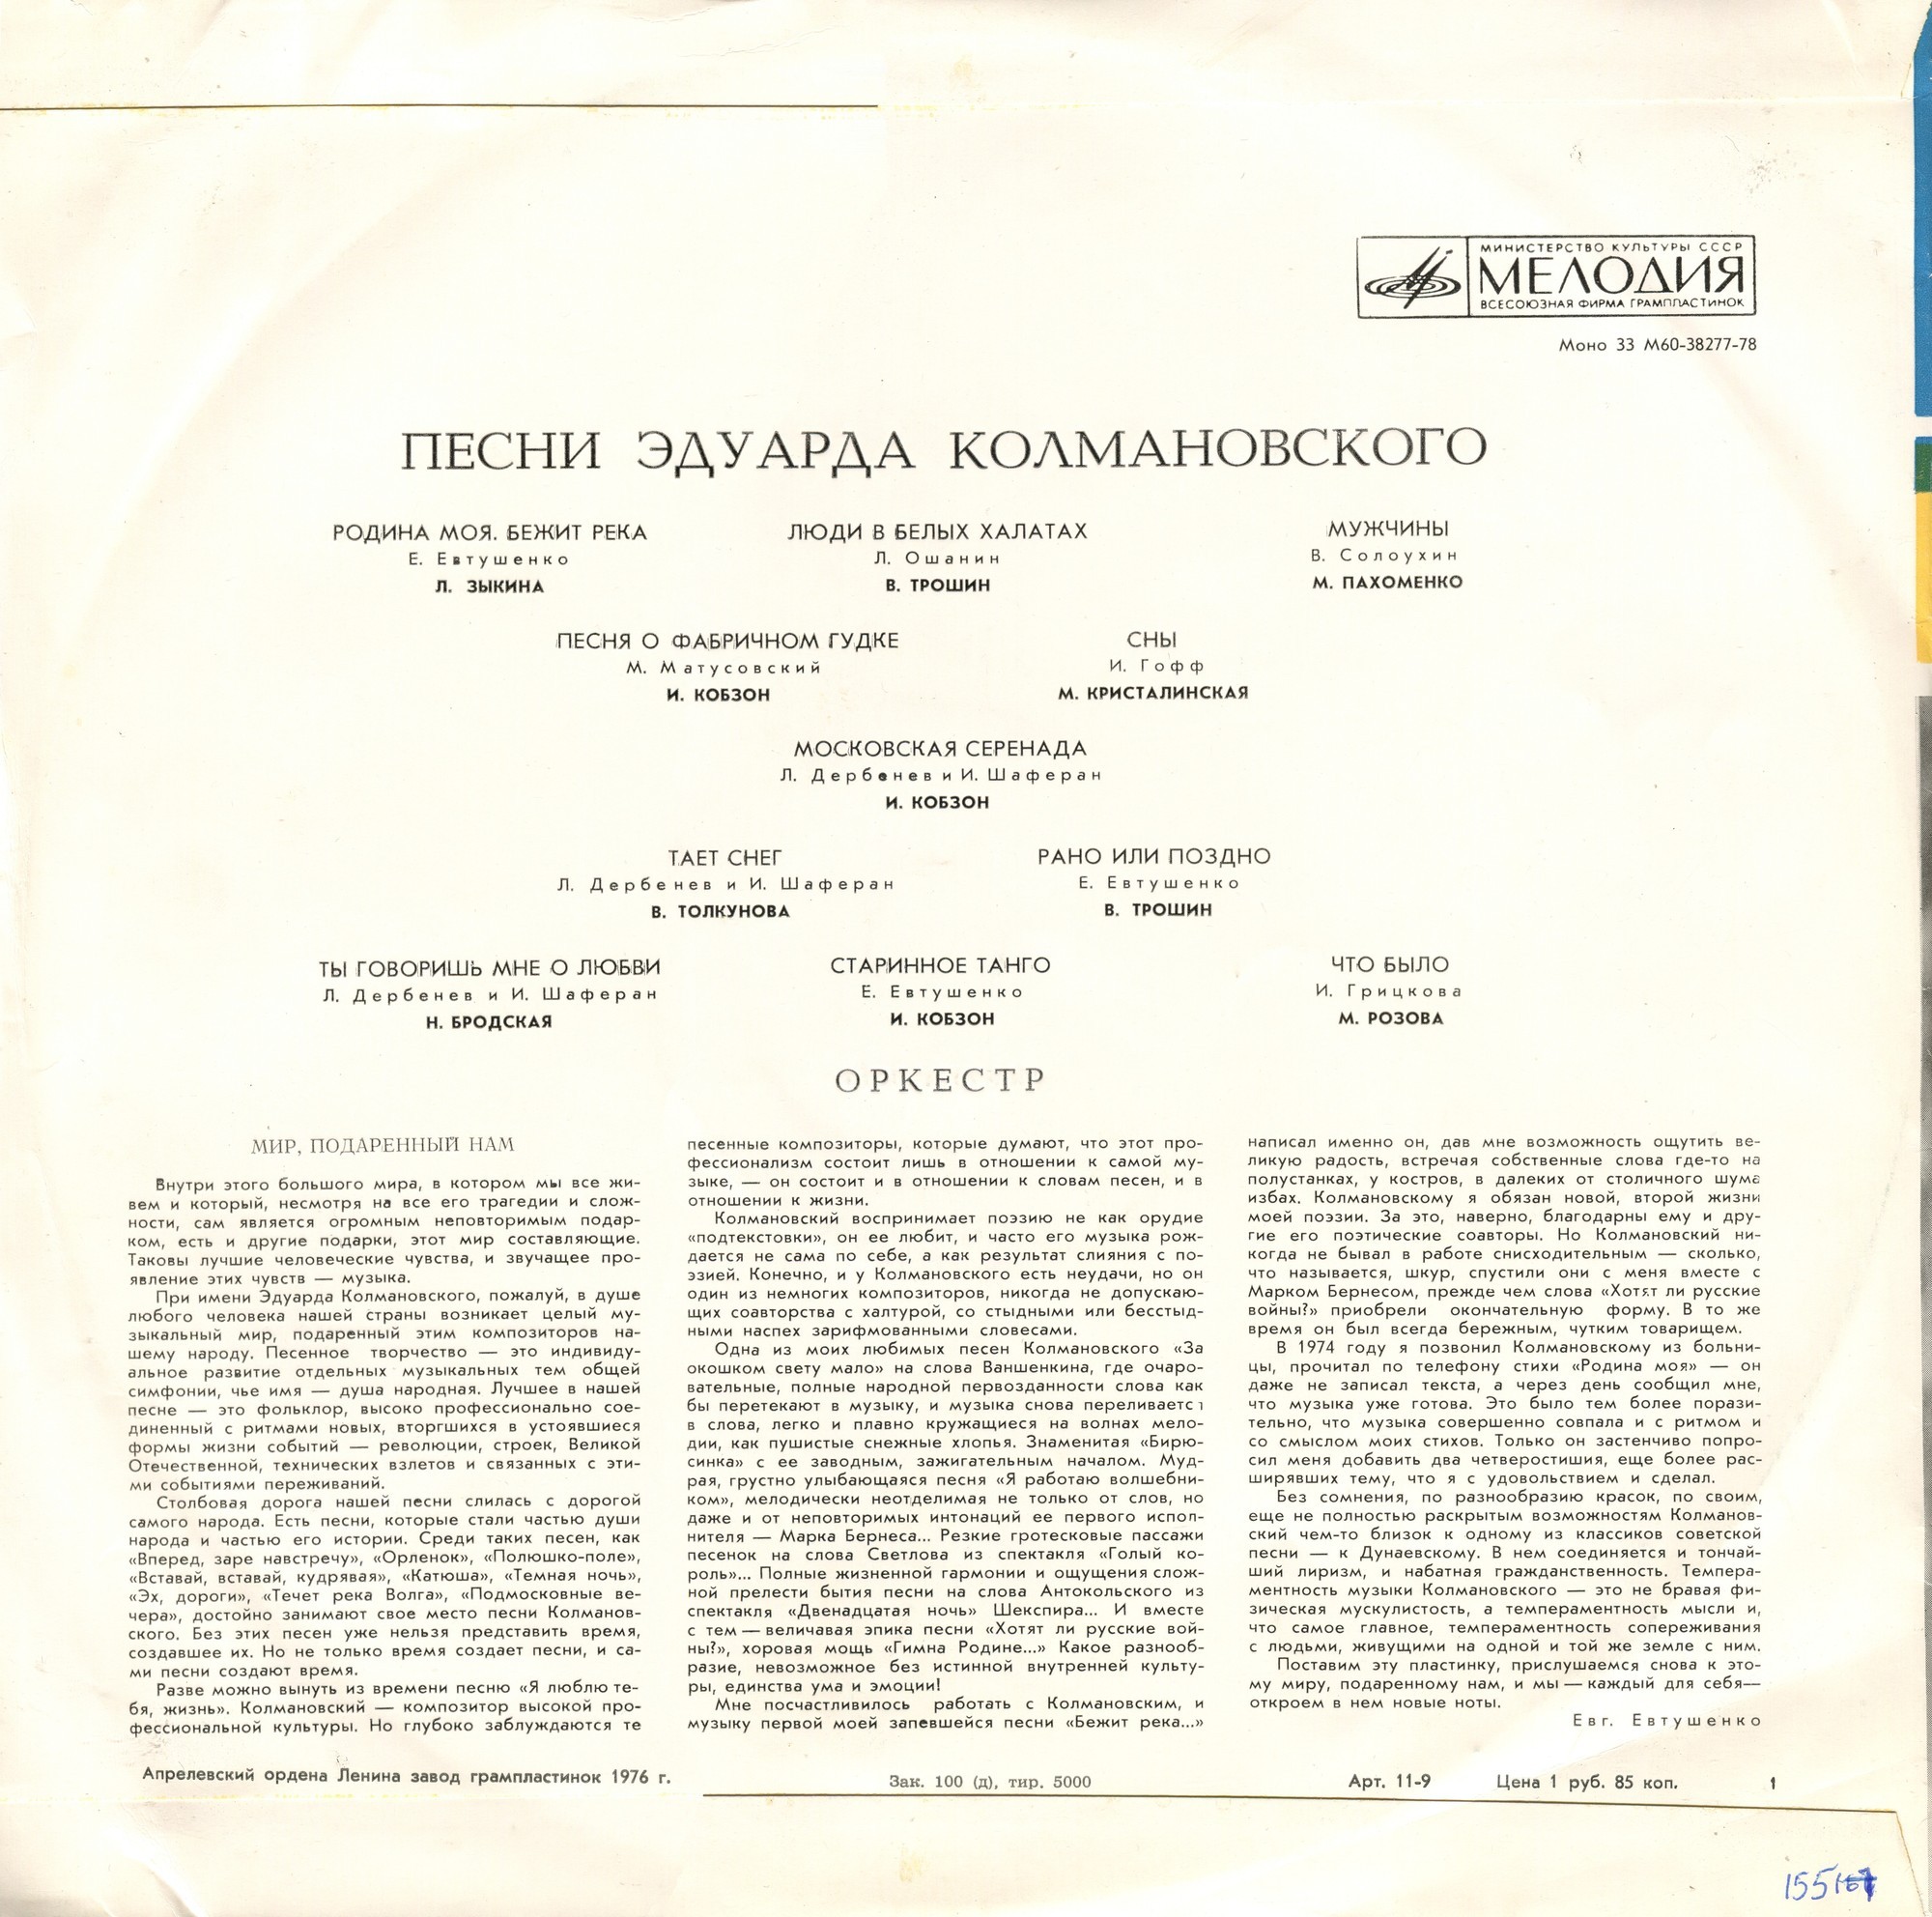 МИНИСТЕРСТВО КУЛЬТУРЫ СССР
МЕЛОДИЯ
ВСЕСОЮЗНАЯ ФИРМА ГРАМПЛАСТИНОК
Моно 33 М60-38277-78
ПЕСНИ ЭДУАРДА КОЛМАНОВСКОГО
РОДИНА МОЯ. БЕЖИТ РЕКА
Е. Евтушенко
Л. ЗЫКИНА
ЛЮДИ В БЕЛЫХ ХАЛАТАХ
Л. Ошанин
В. ТРОШИН
МУЖЧИНЫ
В. Солоухин
М. ПАХОМЕНКО
ПЕСНЯ О ФАБРИЧНОМ ГУДКЕ
М. Матусовский
И. КОБЗОН
СНЫ
И. Гофф
М. КРИСТАЛИНСКАЯ
МОСКОВСКАЯ СЕРЕНАДА
Л. Дербенев и И. Шаферан
И. КОБЗОН
ТАЕТ СНЕГ
Л. Дербенев и И. Шаферан
В. ТОЛКУНОВА
РАНО ИЛИ ПОЗДНО
Е. Евтушенко
В. ТРОШИН
ТЫ ГОВОРИШЬ МНЕ О ЛЮБВИ
Л. Дербенев и И. Шаферан
Н. БРОДСКАЯ
СТАРИННОЕ ТАНГО
Е. Евтушенко
И. КОБЗОН
ЧТО БЫЛО
И. Грицкова
М. РОЗОВА
ОРКЕСТР
МИР, ПОДАРЕННЫЙ НАМ
Внутри этого большого мира, в котором мы все жи-
вем и который, несмотря на все его трагедии и слож-
ности, сам является огромным неповторимым подар-
ком, есть и другие подарки, этот мир составляющие.
Таковы лучшие человеческие чувства, и звучащее про-
явление этих чувств — музыка.
При имени Эдуарда Колмановского, пожалуй, в душе
любого человека нашей страны возникает целый му-
зыкальный мир, подаренный этим композиторов на-
шему народу. Песенное творчество — это индивиду-
альное развитие отдельных музыкальных тем общей
симфонии, чье имя — душа народная. Лучшее в нашей
песне — это фольклор, высоко профессионально сое-
диненный с ритмами новых, вторгшихся в устоявшиеся
формы жизни событий — революции, строек, Великой
Отечественной, технических взлетов и связанных с эти-
ми событиями переживаний.
Столбовая дорога нашей песни слилась с дорогой
самого народа. Есть песни, которые стали частью души
народа и частью его истории. Среди таких песен, как
«Вперед, заре навстречу», «Орленок», «Полюшко-поле»,
«Вставай, вставай, кудрявая», «Катюша», «Темная ночь»,
«Эх, дороги», «Течет река Волга», «Подмосковные ве-
чера», достойно занимают свое место песни Колманов-
ского. Без этих песен уже нельзя представить время,
создавшее их. Но не только время создает песни, и са-
ми песни создают время.
Разве можно вынуть из времени песню «Я люблю те-
бя, жизнь». Колмановский — композитор высокой про-
фессиональной культуры. Но глубоко заблуждаются те
песенные композиторы, которые думают, что этот про-
фессионализм состоит лишь в отношении к самой му-
зыке, — он состоит и в отношении к словам песен, и в
отношении к жизни.
Колмановский воспринимает поэзию не как орудие
«подтекстовки», он ее любит, и часто его музыка рож-
дается не сама по себе, а как результат слияния с по-
эзией. Конечно, и у Колмановского есть неудачи, но он
один из немногих композиторов, никогда не допускаю-
щих соавторства с халтурой, со стыдными или бесстыд-
ными наспех зарифмованными словесами.
Одна из моих любимых песен Колмановского «За
окошком свету мало» на слова Ваншенкина, где очаро-
вательные, полные народной первозданности слова как
бы перетекают в музыку, и музыка снова переливаетс
в слова, легко и плавно кружащиеся на волнах мело-
дии, как пушистые снежные хлопья. Знаменитая «Бирю-
синка» с ее заводным, зажигательным началом. Муд-
рая, грустно улыбающаяся песня «Я работаю волшебни-
ком», мелодически неотделимая не только от слов, но
даже и от неповторимых интонаций ее первого испол-
нителя — Марка Бернеса... Резкие гротесковые пассажи
песенок на слова Светлова из спектакля «Голый ко-
роль»... Полные жизненной гармонии и ощущения слож-
ной прелести бытия песни на слова Антокольского из
спектакля «Двенадцатая ночь» Шекспира... И вместе
с тем — величавая эпика песни «Хотят ли русские вой-
ны?», хоровая мощь «Гимна Родине...» Какое разнооб-
разие, невозможное без истинной внутренней культу-
ры, единства ума и эмоции!
Мне посчастливилось работать с Колмановским, и
музыку первой моей запевшейся песни «Бежит река...»
написал именно он, дав мне возможность ощутить ве-
ликую радость, встречая собственные слова где-то на
полустанках, у костров, в далеких от столичного шума
избах. Колмановскому я обязан новой, второй жизни
моей поэзии. За это, наверно, благодарны ему и дру-
гие его поэтические соавторы. Но Колмановский ни-
когда не бывал в работе снисходительным — сколько,
что называется, шкур, спустили они с меня вместе с
Марком Бернесом, прежде чем слова «Хотят ли русские
войны?» приобрели окончательную форму. В то же
время он был всегда бережным, чутким товарищем.
В 1974 году я позвонил Колмановскому из больни-
цы, прочитал по телефону стихи «Родина моя» — он
даже не записал текста, а через день сообщил мне,
что музыка уже готова. Это было тем более порази-
тельно, что музыка совершенно совпала и с ритмом и
со смыслом моих стихов. Только он застенчиво попро-
сил меня добавить два четверостишия, еще более рас-
ширявших тему, что я с удовольствием и сделал.
Без сомнения, по разнообразию красок, по своим,
еще не полностью раскрытым возможностям Колманов-
ский чем-то близок к одному из классиков советской
песни — к Дунаевскому. В нем соединяется и тончай-
ший лиризм, и набатная гражданственность. Темпера-
ментность музыки Колмановского — это не бравая фи-
зическая мускулистость, а темпераментность мысли и,
что самое главное, темпераментность сопереживания
с людьми, живущими на одной и той же земле с ним.
Поставим эту пластинку, прислушаемся снова к это-
му миру, подаренному нам, и мы — каждый для себя—
откроем в нем новые ноты.
Евг. Евтушенко
Апрелевский ордена Ленина завод грампластинок 1976 г.
Зак. 100 (д), тир. 5000
Арт. 11-9
Цена 1 руб. 85 коп.
1